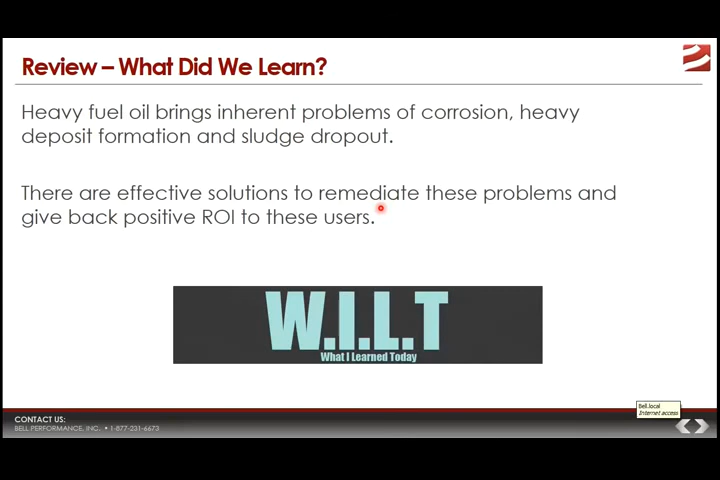 Review – What Did We Learn?
Heavy fuel oil brings inherent problems of corrosion, heavy
deposit formation and sludge dropout.
There are effective solutions to remediate these problems and
give back positive ROI to these users.
W.I.L.T
What I Learned Today
Bell.local
Internet access
CONTACT US:
BELL PERFORMANCE, INC. • 1-877-231-6673